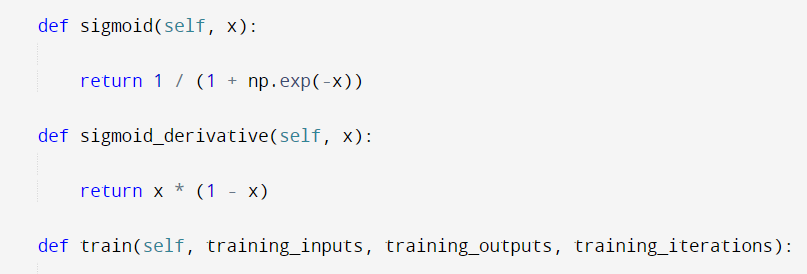 def sigmoid(self, x):
return 1 / (1 + np.exp(-x))
def sigmoid_derivative(self, x):
return x * (1 - x)
def train(self, training_inputs, training_outputs, training_iterations):